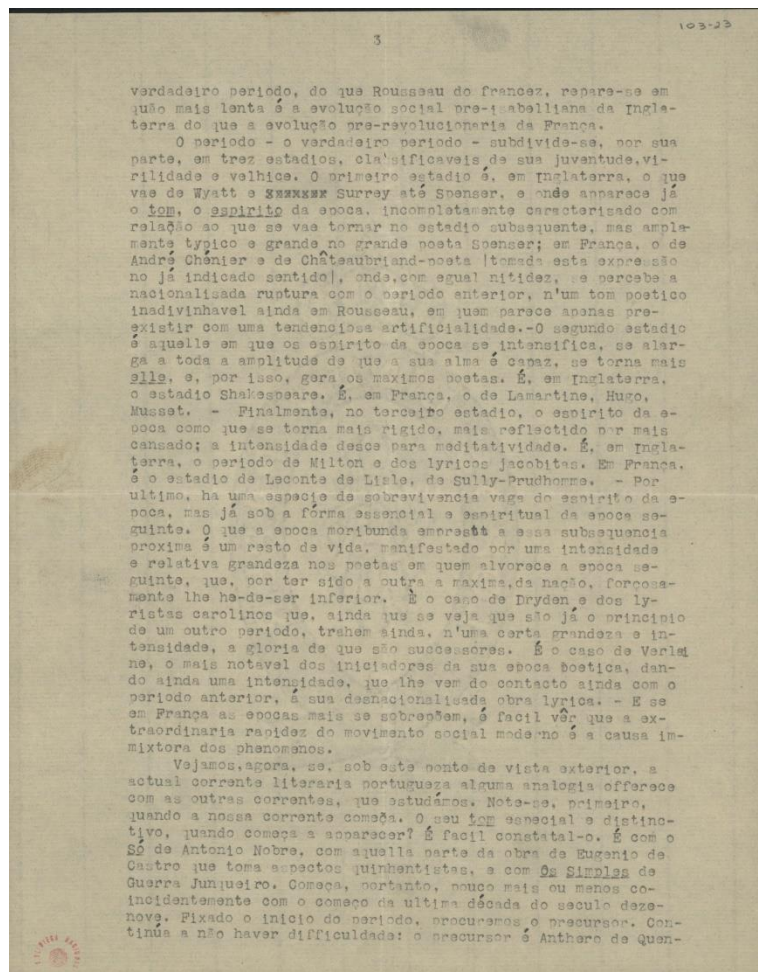 103-23
3
verdadeiro periodo, do que Rousseau do francez, repare-se em
quão mais lenta é a evolução social pre-isabelliana da Ingla-
terra do que a evolução pre-revolucionaria da França.
O periodo - o verdadeiro periodo - subdivide-se, por sua
parte, em trez estadios, classificaveis de sua juventude,vi-
rilidade e velhice. O primeiro estadio é, em Inglaterra, o que
vae de Wyatt e Surrey até Spenser, e onde apparece já
o tom, o espirito da epoca, incompletamente caracterisado com
relação ao que se vae tornar no estadio subsequente, mas ampla-
mente typico e grande no grande poeta Spenser; em França, o de
André Chénier e de Châteaubriand-poeta |tomada esta expressão
no já indicado sentido|, onde,com egual nitidez, se percebe a
nacionalisada ruptura com o periodo anterior, n'um tom poetico
inadivinhavel ainda em Rousseau, em quem parece apenas pre-
existir com uma tendenciosa artificialidade.-O segundo estadio
é aquelle em que os espirito da epoca se intensifica, se alar-
ga a toda a amplitude de que a sua alma é capaz, se torna mais
elle, e, por isso, gera os maximos poetas. É, em Inglaterra,
o estadio Shakespeare. É, em França, o de Lamartine, Hugo,
Musset. - Finalmente, no terceiro estadio, o espirito da e-
poca como que se torna mais rigido, mais reflectido por mais
cansado; a intensidade desce para meditatividade. É, em Ingla-
terra, o periodo de Milton e dos lyricos jacobitas. Em França,
é o estadio de Leconte de Lisle, de Sully-Prudhomme. - Por
ultimo, ha uma especie de sobrevivencia vaga do espirito da e-
poca, mas já sob a fórma essencial e espiritual da epoca se-
guinte. O que a epoca moribunda a essa subsequencia
proxima é um resto de vida, manifestado por uma intensidade
e relativa grandeza nos poetas em quem alvorece a epoca se-
guinte, que, por ter sido a outra a maxima,da nação, forçosa-
mente lhe he-de-ser inferior. È o caso de Dryden e dos ly-
ristas carolinos que, ainda que se veja que são já o principio
de um outro periodo, trahem ainda, n'uma certa grandeza e in-
tensidade, a gloria de que são successores. É o caso de Verlai
ne, o mais notavel dos iniciadores da sua epoca poetica, dan-
do ainda uma intensidade, que lhe vem do contacto ainda com o
periodo anterior, á sua desnacionalisada obra lyrica. - E se
em França as epocas mais se sobrepõem, é facil vêr que a ex-
traordinaria rapidez do movimento social moderno é a causa im-
mixtora dos phenomenos.
Vejamos,agora, se, sob este ponto de vista exterior, a
actual corrente literaria portugueza alguma analogia offerece
com as outras correntes, que estudámos. Note-se, primeiro,
quando a nossa corrente começa. O seu tom especial e distinc-
tivo, quando começa a apparecer? É facil constatal-o. É com o
Só de Antonio Nobre, com aquella parte da obra de Eugenio de
Castro que toma aspectos quinhentistas, e com Os Simples de
Guerra Junqueiro. Começa, portanto, pouco mais ou menos co-
incidentemente com o começo da ultima década do seculo deze-
nove. Fixado o inicio do periodo, procuremos o precursor. Con-
tinúa a não haver difficuldade: o precursor é Anthero de Quen-